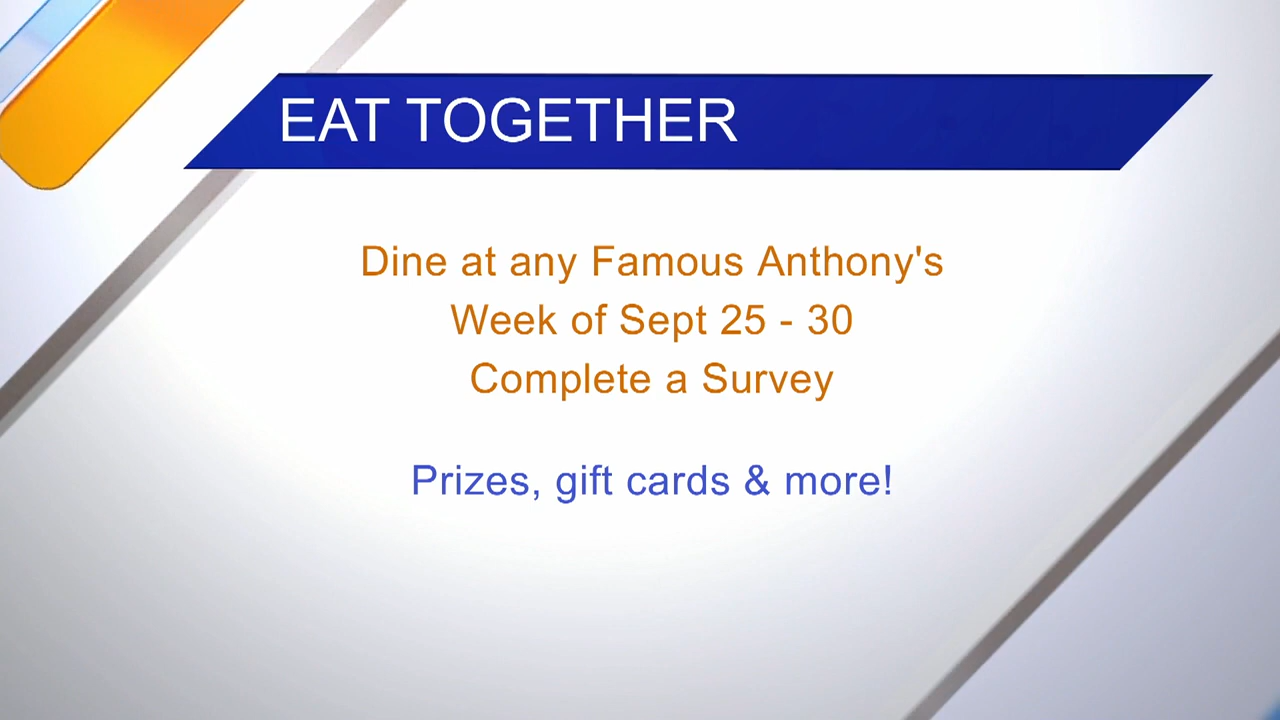 EAT TOGETHER
Dine at any Famous Anthony's
Week of Sept 25 - 30
Complete a Survey
Prizes, gift cards & more!